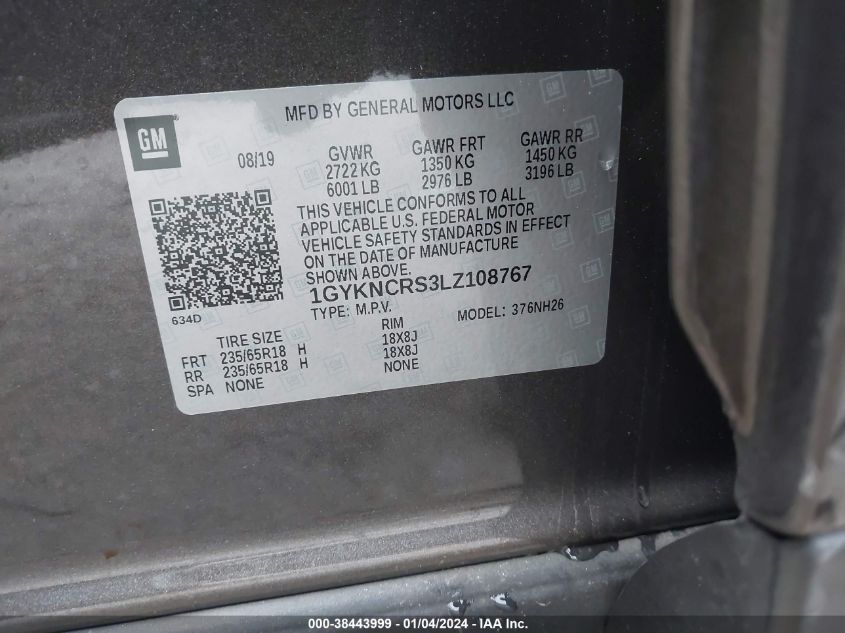 MFD BY GENERAL MOTORS LLC
GM
08/19
GVWR
2722 KG
6001 LB
GAWR FRT
1350 KG
2976 LB
GAWR RR
1450 KG
3196 LB
THIS VEHICLE CONFORMS TO ALL
APPLICABLE U.S. FEDERAL MOTOR
VEHICLE SAFETY STANDARDS IN EFFECT
ON THE DATE OF MANUFACTURE
SHOWN ABOVE.
1GYKNCRS3LZ108767
TYPE: M.P.V.
MODEL: 376NH26
634D
TIRE SIZE
RIM
FRT 235/65R18 H 18X8J
RR 235/65R18 H 18X8J
SPA NONE NONE
000-38443999 — 01/04/2024 — IAA Inc.